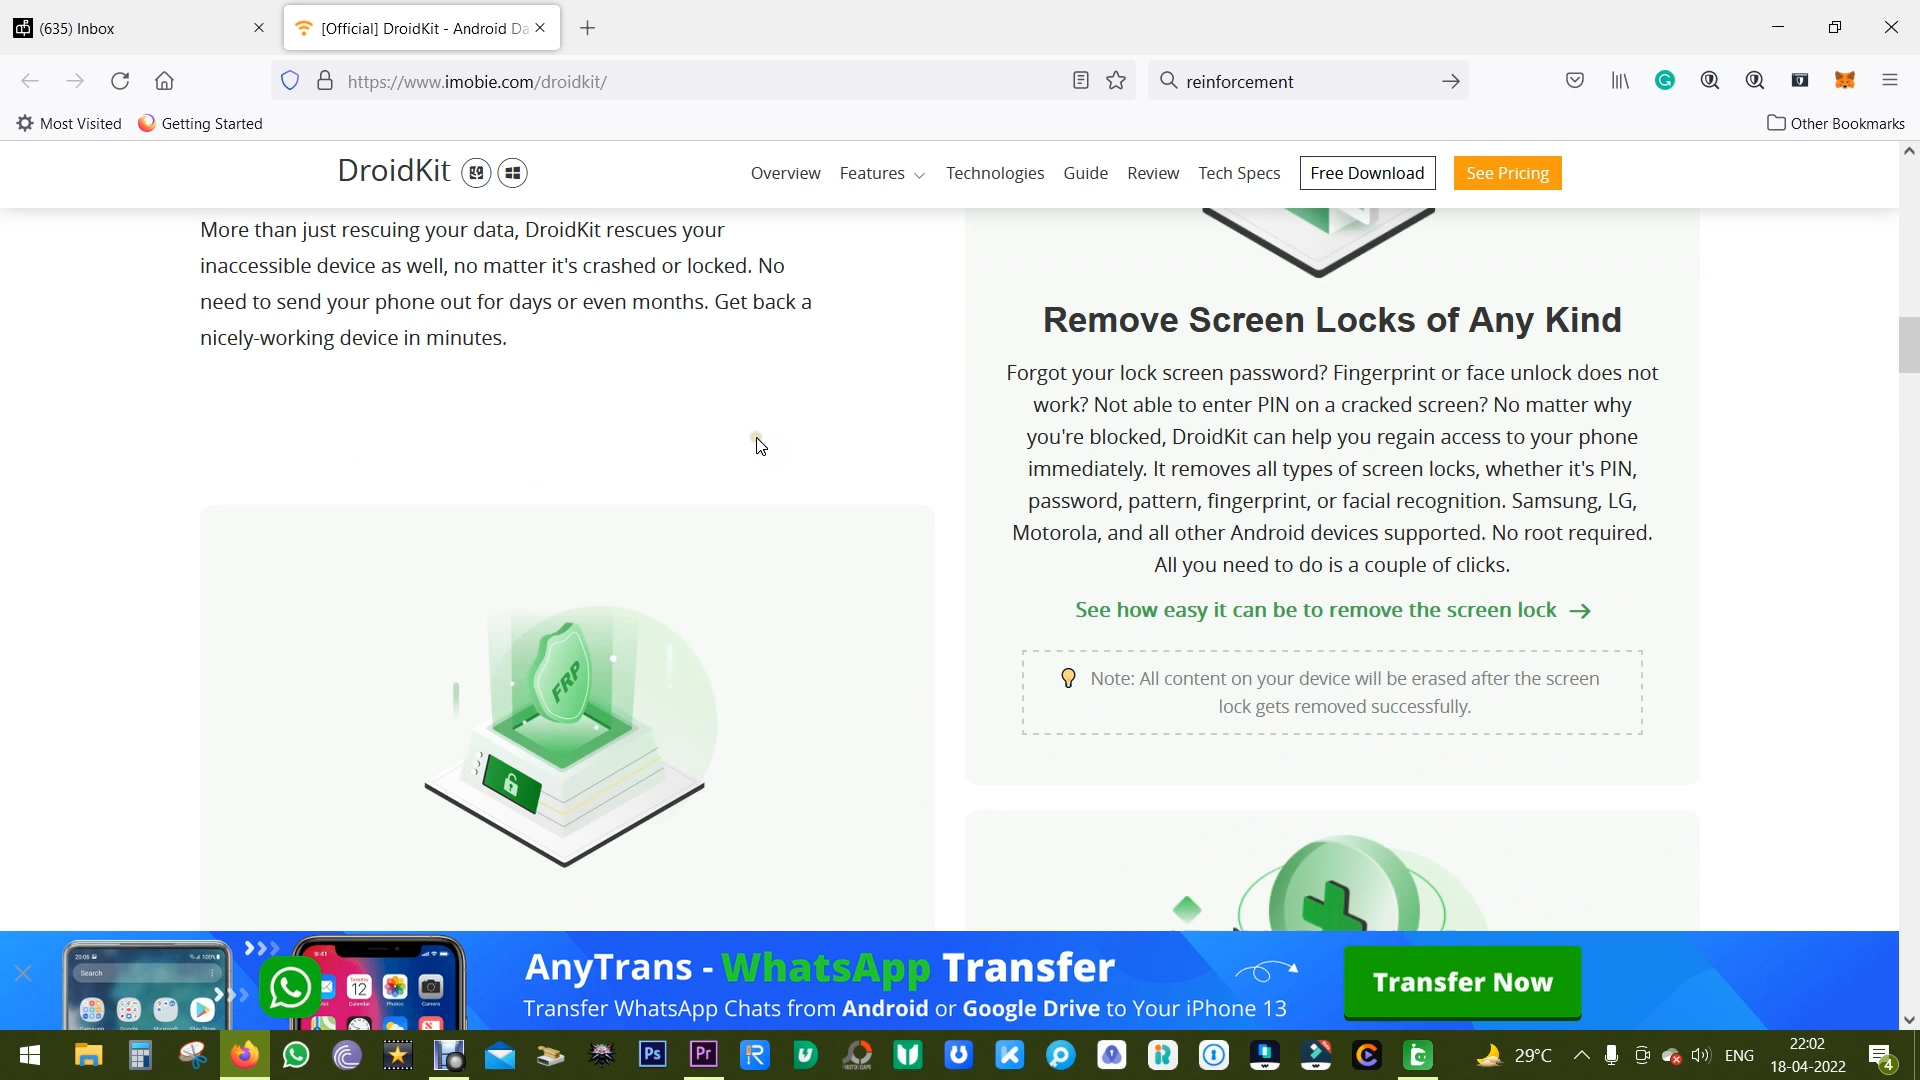 (635) Inbox
[Official] DroidKit - Android Da
https://www.imobie.com/droidkit/
reinforcement
Most Visited
Getting Started
Other Bookmarks
DroidKit
Overview
Features
Technologies
Guide
Review
Tech Specs
Free Download
See Pricing
More than just rescuing your data, DroidKit rescues your
inaccessible device as well, no matter it's crashed or locked. No
need to send your phone out for days or even months. Get back a
nicely-working device in minutes.
FRP
Remove Screen Locks of Any Kind
Forgot your lock screen password? Fingerprint or face unlock does not
work? Not able to enter PIN on a cracked screen? No matter why
you're blocked, DroidKit can help you regain access to your phone
immediately. It removes all types of screen locks, whether it's PIN,
password, pattern, fingerprint, or facial recognition. Samsung, LG,
Motorola, and all other Android devices supported. No root required.
All you need to do is a couple of clicks.
See how easy it can be to remove the screen lock →
Note: All content on your device will be erased after the screen
lock gets removed successfully.
Search
9:41
12
AnyTrans - WhatsApp Transfer
Transfer WhatsApp Chats from Android or Google Drive to Your iPhone 13
Transfer Now
Ps
Pr
29°C
ENG
22:02
18-04-2022
4